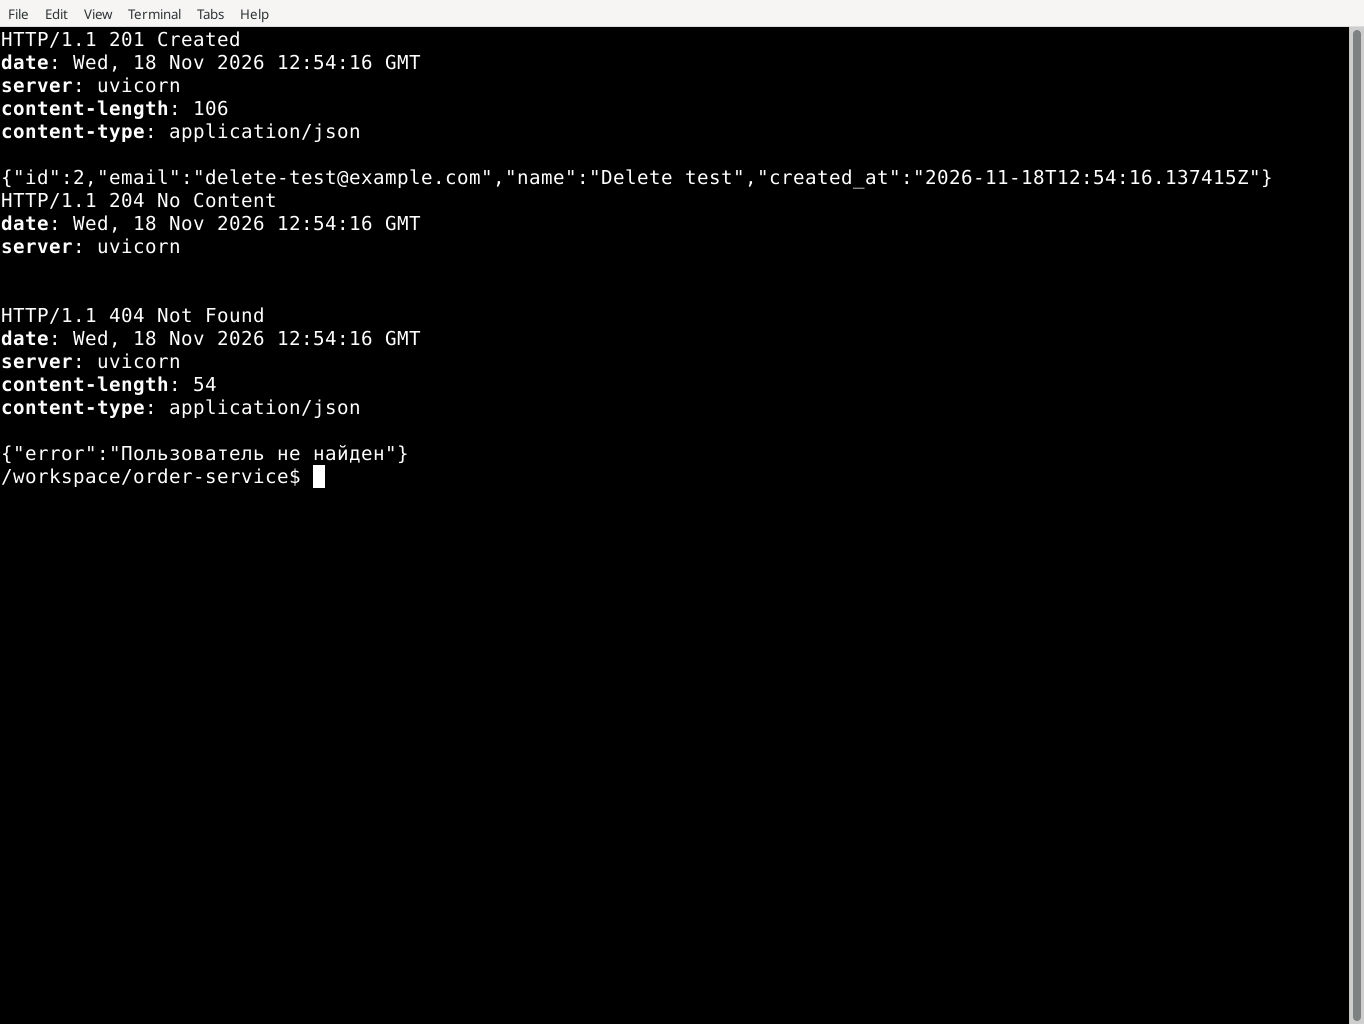 File Edit View Terminal Tabs Help
HTTP/1.1 201 Created
date: Wed, 18 Nov 2026 12:54:16 GMT
server: uvicorn
content-length: 106
content-type: application/json
{"id":2,"email":"delete-test@example.com","name":"Delete test","created_at":"2026-11-18T12:54:16.137415Z"}
HTTP/1.1 204 No Content
date: Wed, 18 Nov 2026 12:54:16 GMT
server: uvicorn
HTTP/1.1 404 Not Found
date: Wed, 18 Nov 2026 12:54:16 GMT
server: uvicorn
content-length: 54
content-type: application/json
{"error":"Пользователь не найден"}
/workspace/order-service$